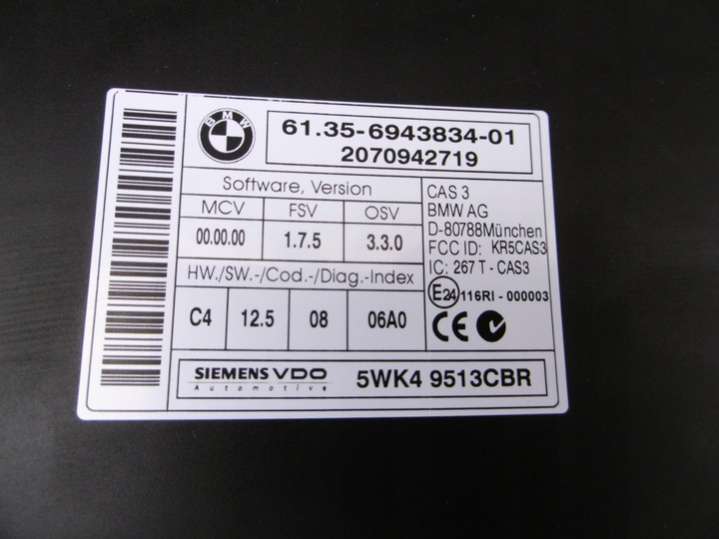 BMW
61.35-6943834-01
2070942719
Software, Version
MCV FSV OSV
00.00.00 1.7.5 3.3.0
HW./SW.-/Cod.-/Diag.-Index
C4 12.5 08 06A0
CAS 3
BMW AG
D-80788München
FCC ID: KR5CAS3
IC: 267 T - CAS3
E24 116RI - 000003
CE
SIEMENS VDO
Automotive
5WK4 9513CBR